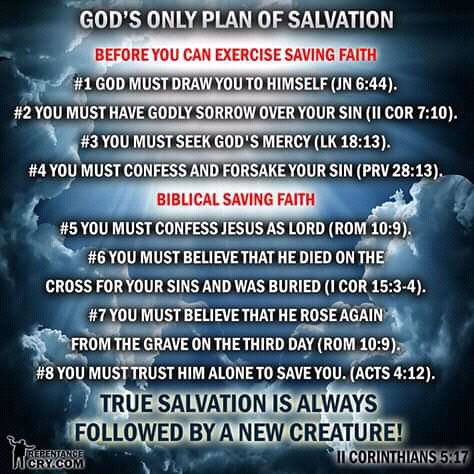 GOD'S ONLY PLAN OF SALVATION
BEFORE YOU CAN EXERCISE SAVING FAITH
#1 GOD MUST DRAW YOU TO HIMSELF (JN 6:44).
#2 YOU MUST HAVE GODLY SORROW OVER YOUR SIN (II COR 7:10).
#3 YOU MUST SEEK GOD'S MERCY (LK 18:13).
#4 YOU MUST CONFESS AND FORSAKE YOUR SIN (PRV 28:13).
BIBLICAL SAVING FAITH
#5 YOU MUST CONFESS JESUS AS LORD (ROM 10:9).
#6 YOU MUST BELIEVE THAT HE DIED ON THE
CROSS FOR YOUR SINS AND WAS BURIED (I COR 15:3-4).
#7 YOU MUST BELIEVE THAT HE ROSE AGAIN
FROM THE GRAVE ON THE THIRD DAY (ROM 10:9).
#8 YOU MUST TRUST HIM ALONE TO SAVE YOU. (ACTS 4:12).
TRUE SALVATION IS ALWAYS
FOLLOWED BY A NEW CREATURE!
II CORINTHIANS 5:17
REPENTANCE
CRY.COM